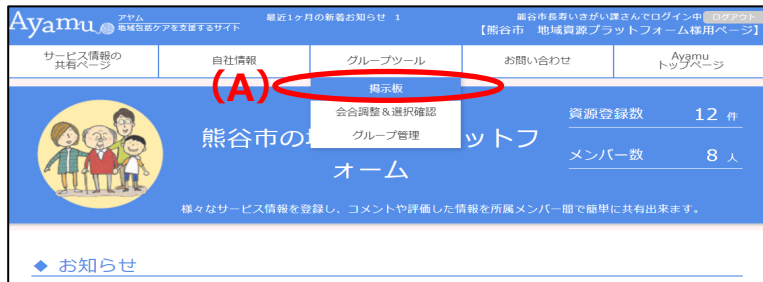 Ayamu アヤム 地域包括ケアを支援するサイト
最近1ヶ月の新着お知らせ 1
熊谷市長寿いきがい課さんでログイン中 ログアウト
【熊谷市 地域資源プラットフォーム様用ページ】
サービス情報の
共有ページ
自社情報
グループツール
お問い合わせ
Ayamu
トップページ
(A)
掲示板
会合調整&選択確認
グループ管理
熊谷市の
ットフ
ォーム
資源登録数 12 件
メンバー数 8 人
様々なサービス情報を登録し、コメントや評価した情報を所属メンバー間で簡単に共有出来ます。
◆ お知らせ